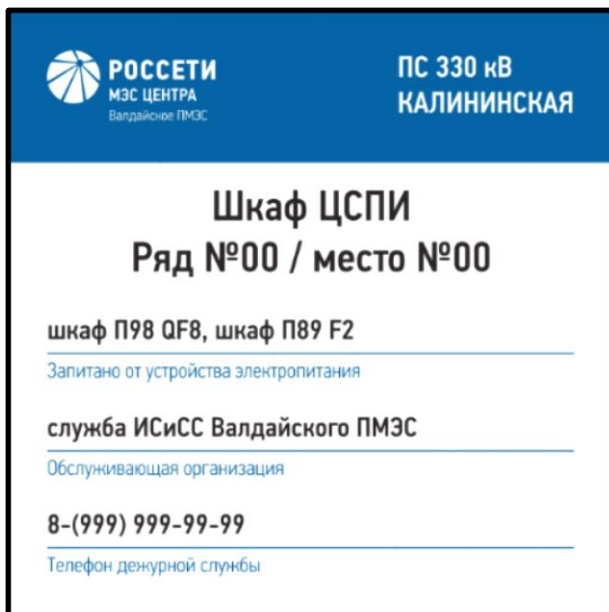 РОССЕТИ
МЭС ЦЕНТРА
Валдайское ПМЭС
ПС 330 кВ
КАЛИНИНСКАЯ
Шкаф ЦСПИ
Ряд №00 / место №00
шкаф П98 QF8, шкаф П89 F2
Запитано от устройства электропитания
служба ИСиСС Валдайского ПМЭС
Обслуживающая организация
8-(999) 999-99-99
Телефон дежурной службы